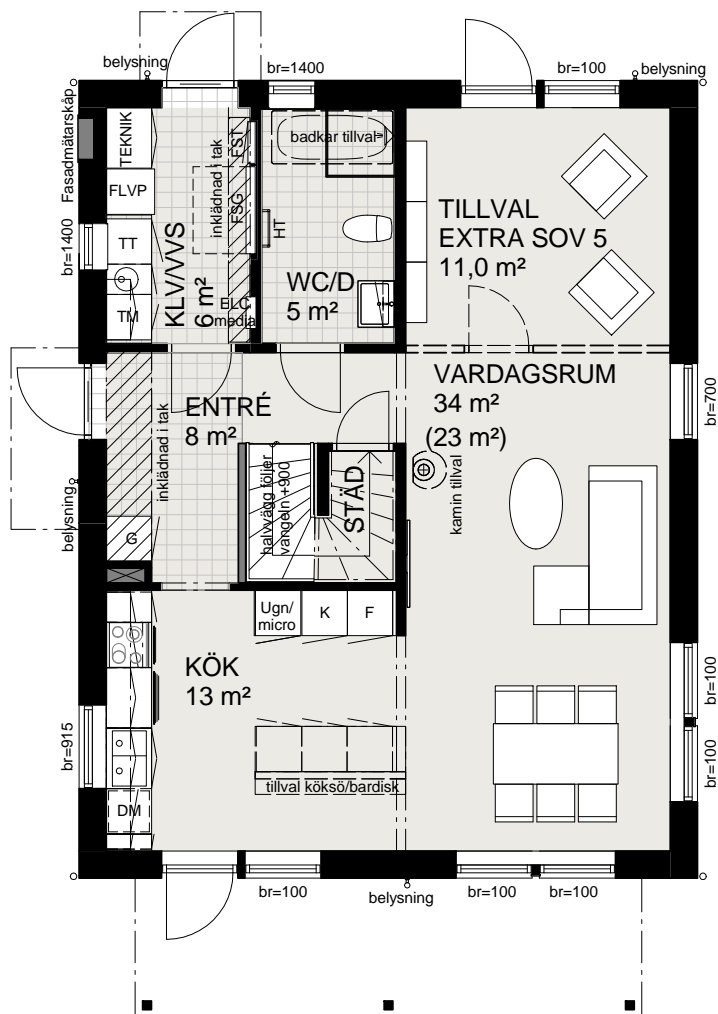 belysning
br=1400
br=100
belysning
Fasadmätarskåp
TEKNIK
FLVP
TT
TM
br=1400
KLV/VVS
6 m²
inklädnad i tak
FST
FSG
ELC
media
badkar tillval
HT
WC/D
5 m²
TILLVAL
EXTRA SOV 5
11,0 m²
ENTRÉ
8 m²
inklädnad i tak
G
belysning
halvvägg följer
vangeln +900
STÄD
VARDAGSRUM
34 m²
(23 m²)
kamin tillval
br=700
Ugn/
micro
K
F
KÖK
13 m²
br=915
DM
tillval köksö/bardisk
br=100
br=100
br=100
belysning
br=100
br=100